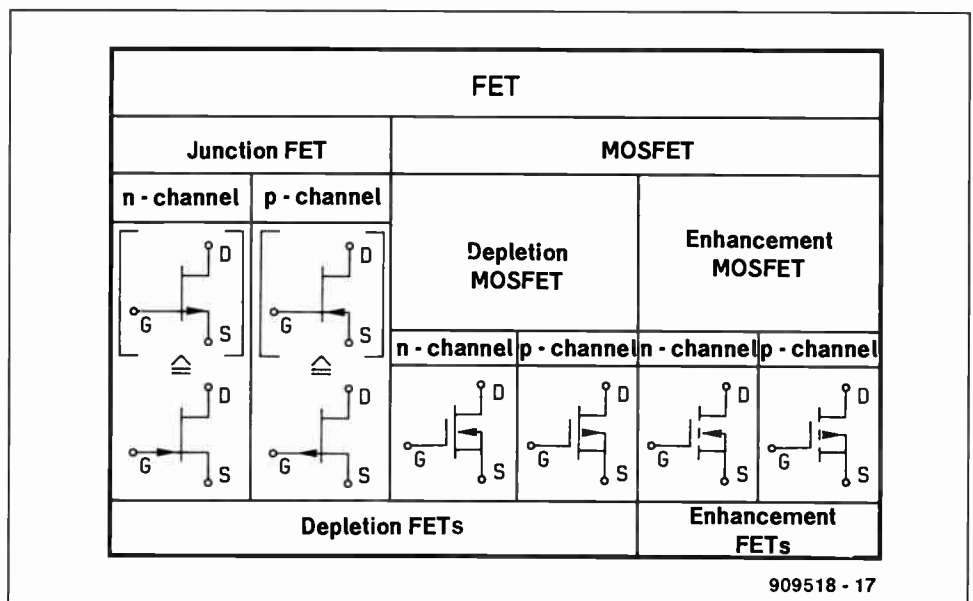 FET
Junction FET MOSFET
n - channel p - channel
Depletion
MOSFET
Enhancement
MOSFET
D D
G S G S
n - channel p - channel n - channel p - channel
D D D D D D
G S G S G S G S G S G S
Depletion FETs
Enhancement
FETs
909518 - 17